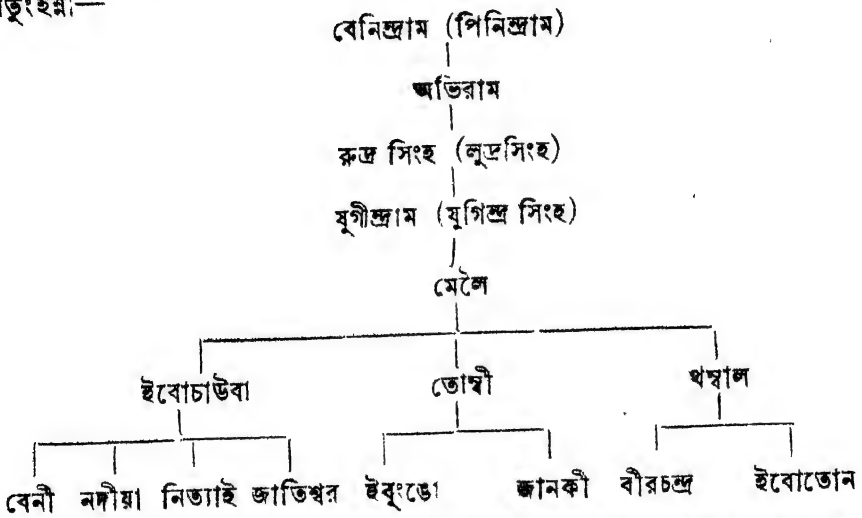 বেনিন্দ্রাম (পিনিন্দ্রাম)
অভিরাম
রুদ্র সিংহ (লুদ্রসিংহ)
যুগীন্দ্রাম (যুগিন্দ্র সিংহ)
মেলৈ
ইবোচাউবা তোম্বী থম্বাল
বেনী নদীয়া নিত্যাই জাতিশ্বর ইবুংঙো জানকী বীরচন্দ্র ইবোতোন